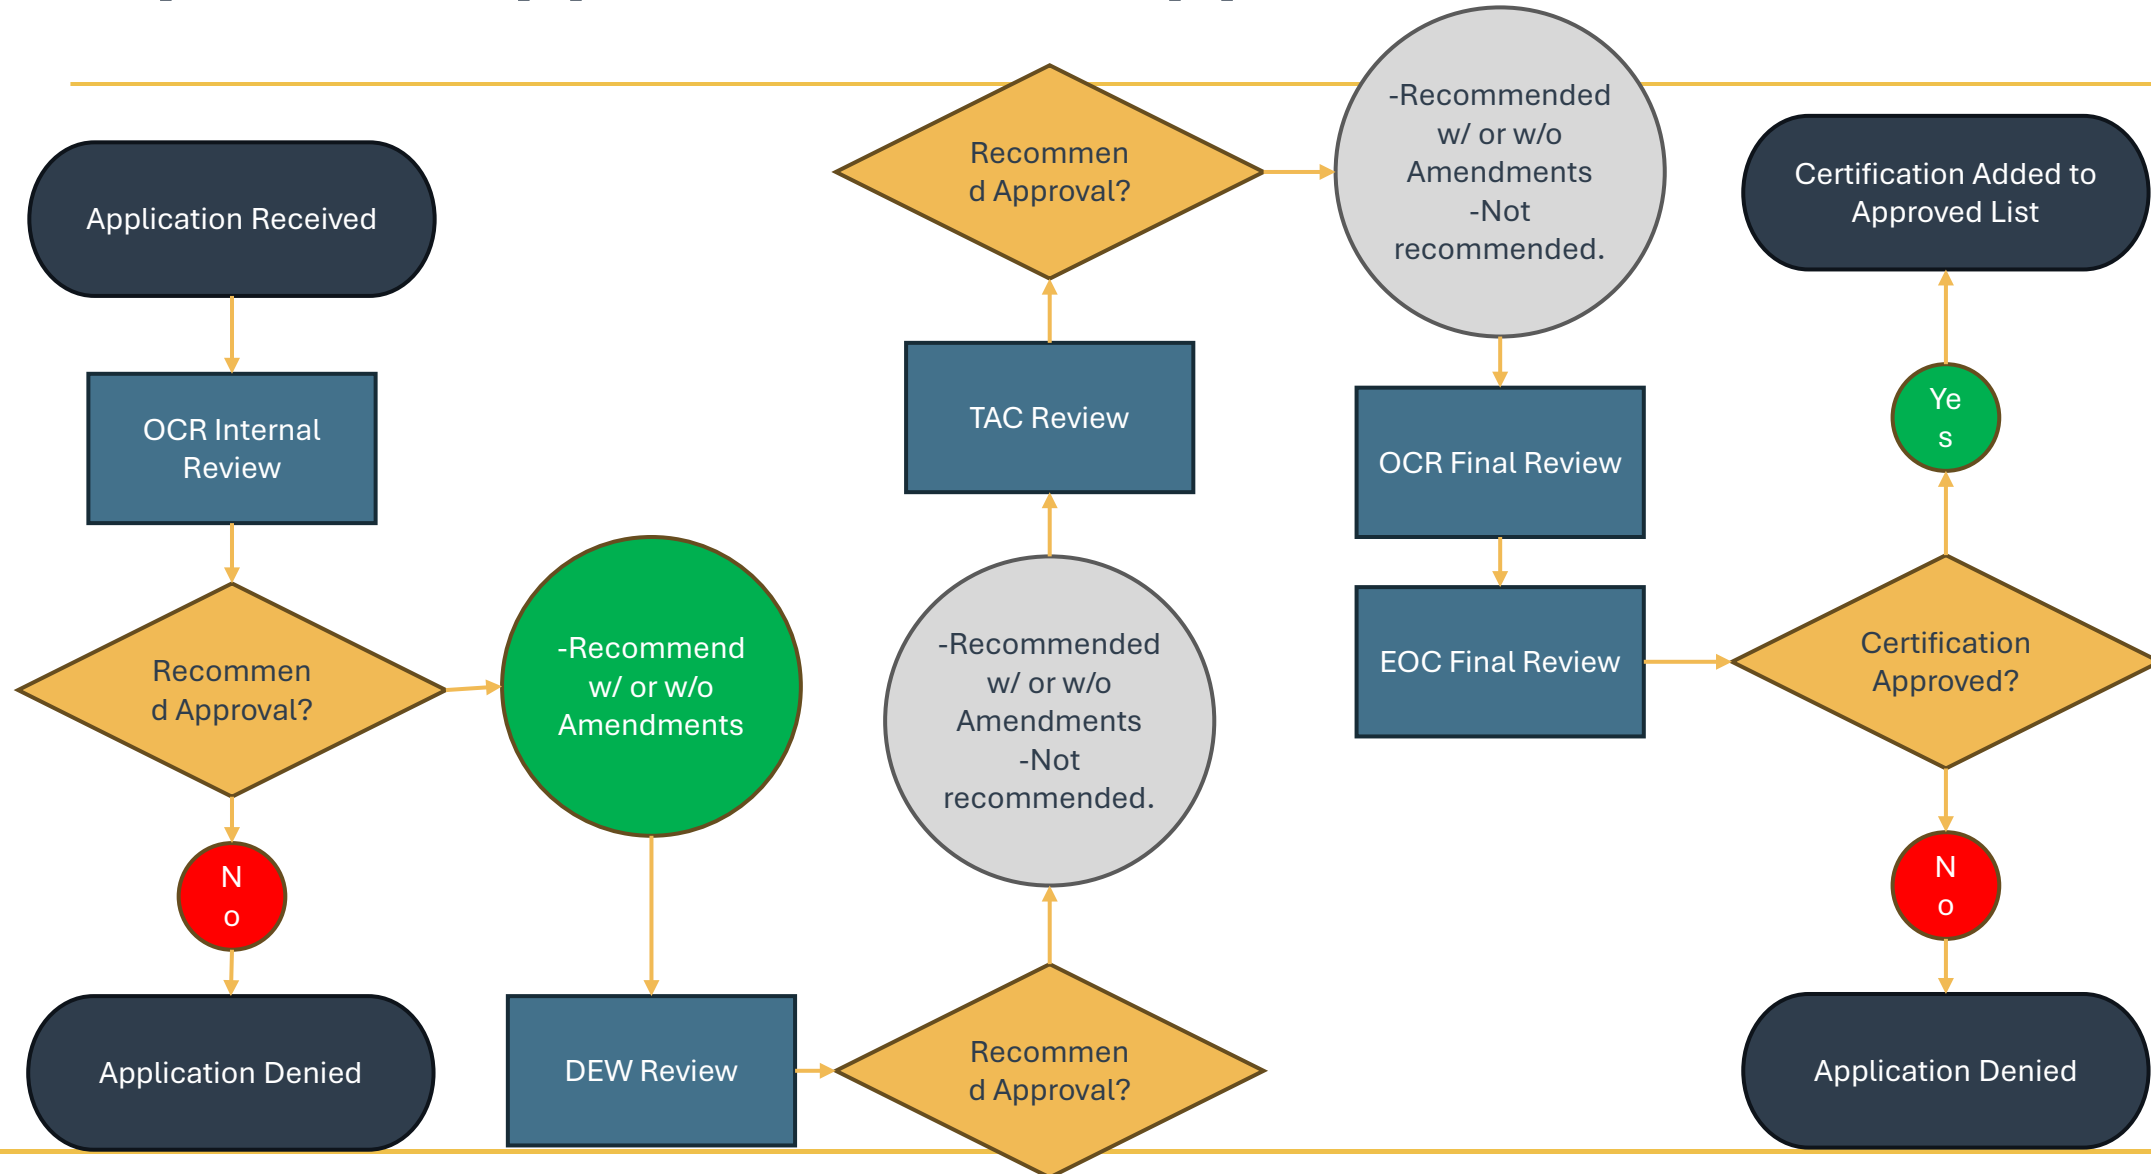 Application Received
OCR Internal
Review
Recommen
d Approval?
N
o
Application Denied
-Recommend
w/ or w/o
Amendments
DEW Review
Recommen
d Approval?
-Recommended
w/ or w/o
Amendments
-Not
recommended.
TAC Review
Recommen
d Approval?
-Recommended
w/ or w/o
Amendments
-Not
recommended.
OCR Final Review
EOC Final Review
Certification
Approved?
Ye
s
Certification Added to
Approved List
N
o
Application Denied